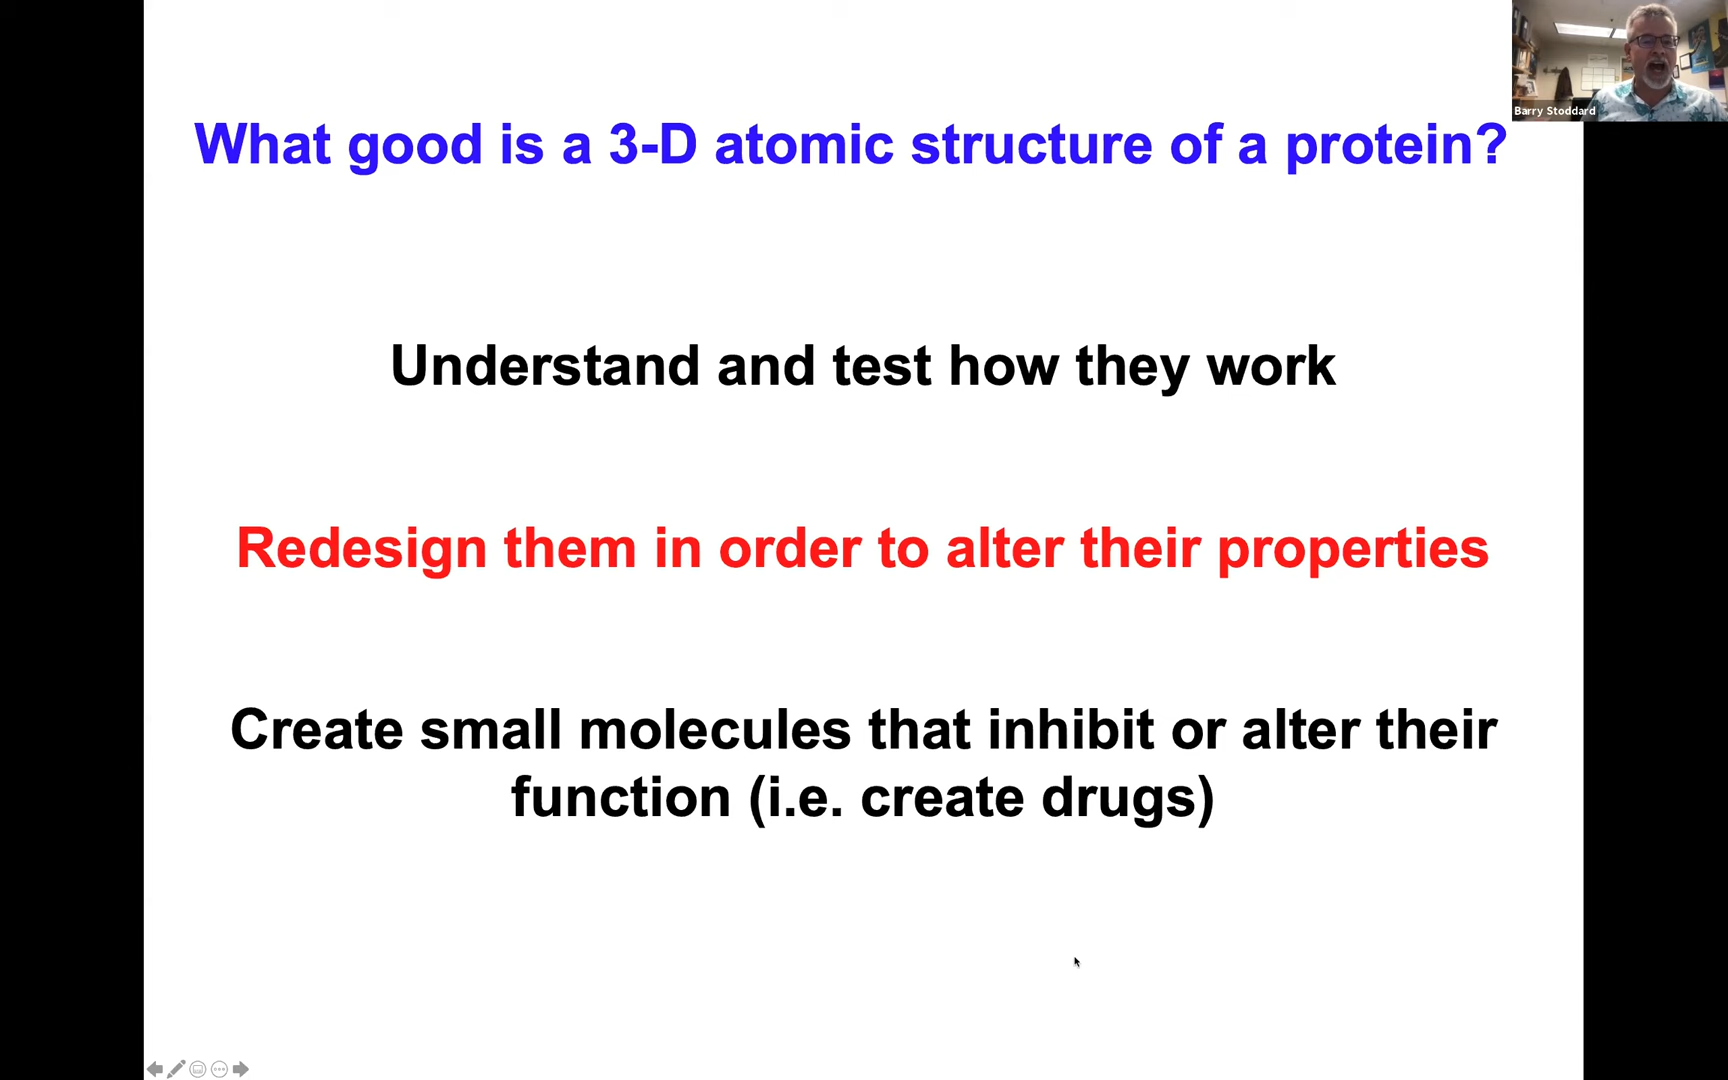 What good is a 3-D atomic structure of a protein?
Barry Stoddard
Understand and test how they work
Redesign them in order to alter their properties
Create small molecules that inhibit or alter their
function (i.e. create drugs)